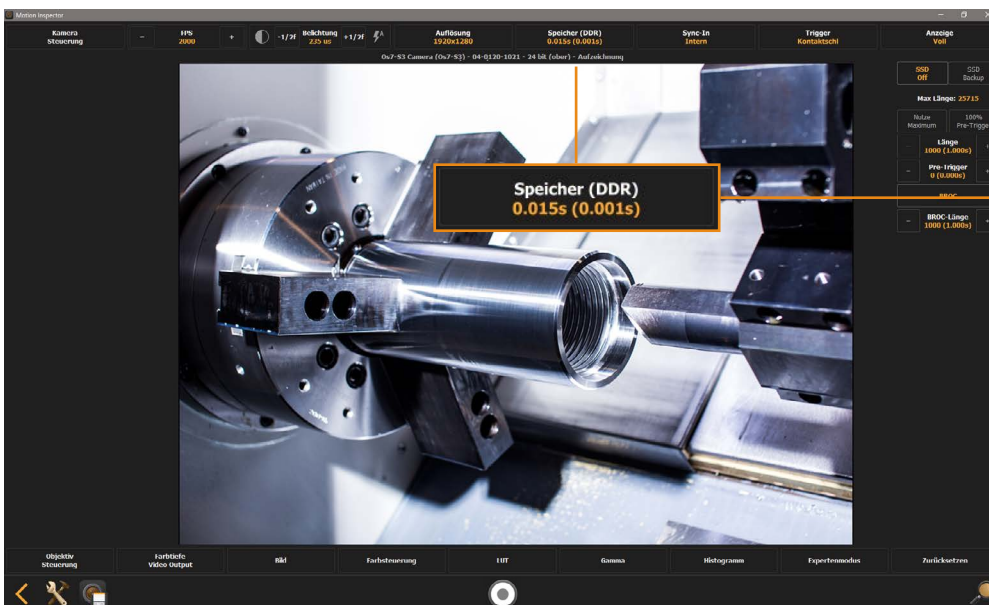 Motion Inspector
Kamera
Steuerung
-
FPS
2000
+
-1/2f
Belichtung
235 us
+1/2f
A
Auflösung
1920x1280
Speicher (DDR)
0.015s (0.001s)
Sync-In
Intern
Trigger
Kontaktschl
Anzeige
Voll
Os7-S3 Camera (Os7-S3) - 04-0120-1021 - 24 bit (ober) - Aufzeichnung
SSD
Off
SSD
Backup
Max Länge: 25715
Nutze
Maximum
100%
Pre-Trigge
Länge
1000 (1.000s)
-
Pre-Trigger
0 (0.000s)
BROC
-
BROC-Länge
1000 (1.000s)
Speicher (DDR)
0.015s (0.001s)
Objektiv
Steuerung
Farbtiefe
Video Output
Bild
Farbsteuerung
LUT
Gamma
Histogramm
Expertenmodus
Zurücksetzen